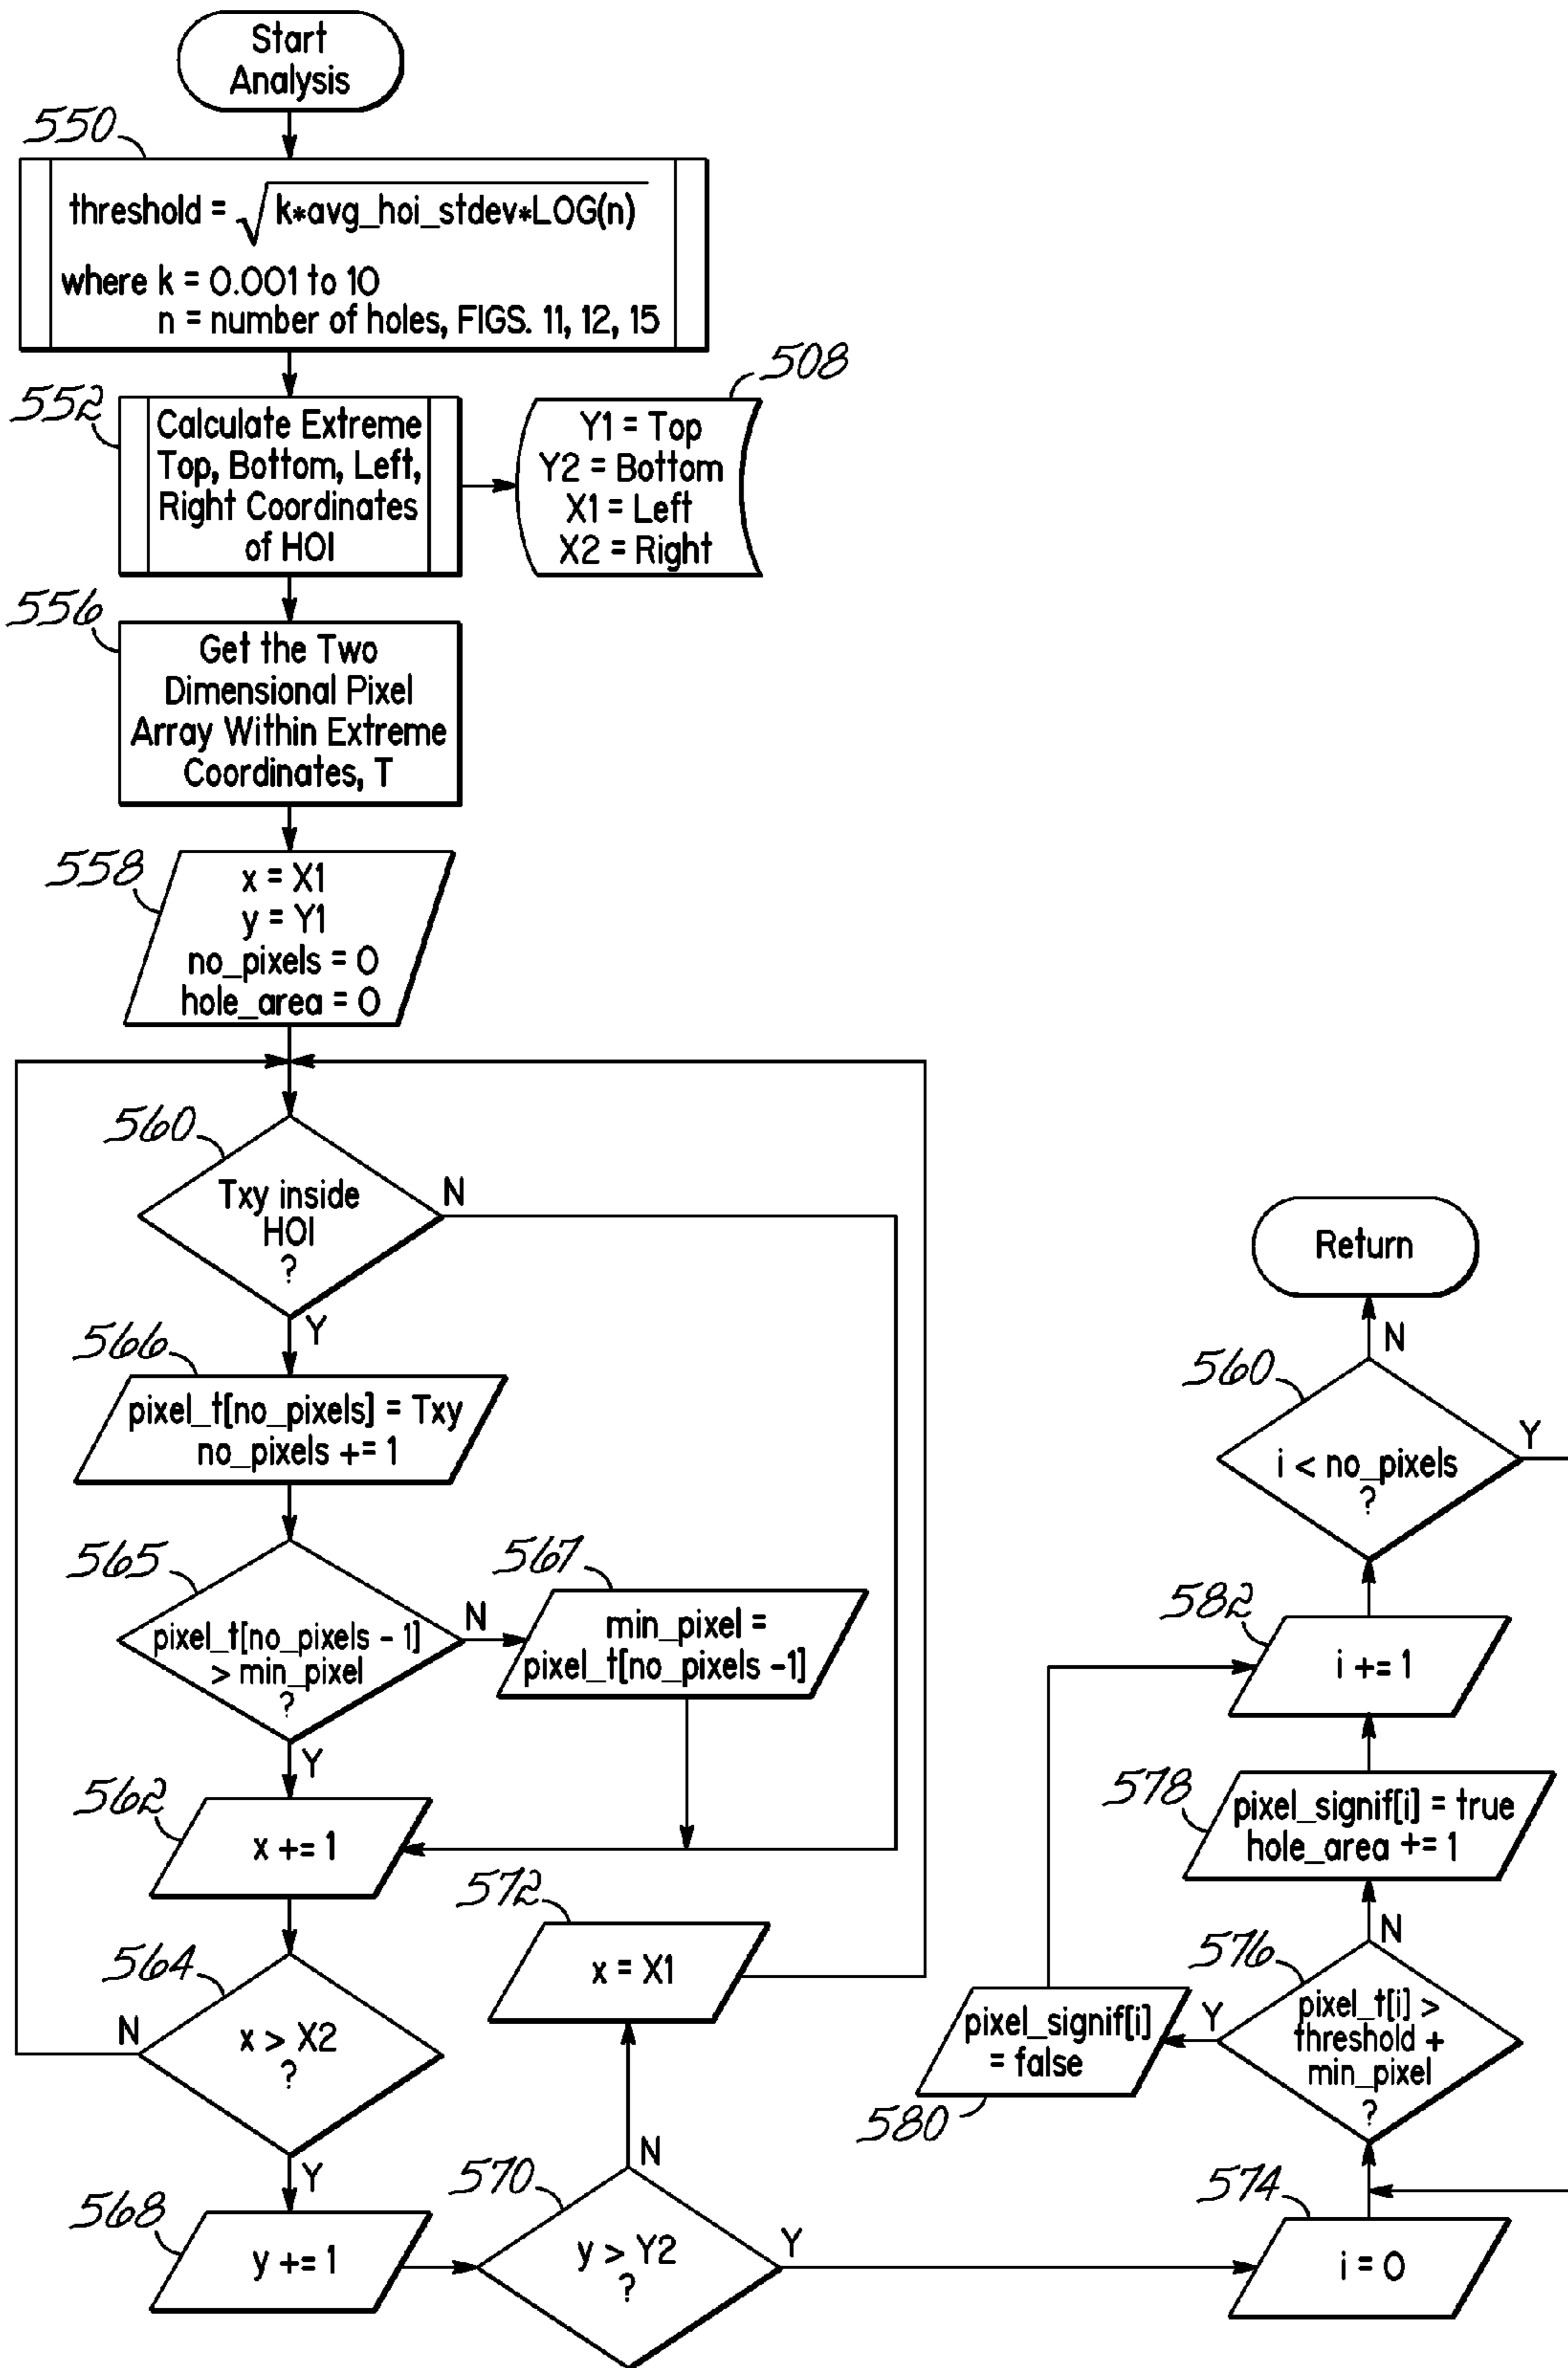 Start
Analysis
550
threshold = √k*avg_hoi_stdev*LOG(n)
where k = 0.001 to 10
n = number of holes, FIGS. 11, 12, 15
552
Calculate Extreme
Top, Bottom, Left,
Right Coordinates
of HOI
508
Y1 = Top
Y2 = Bottom
X1 = Left
X2 = Right
556
Get the Two
Dimensional Pixel
Array Within Extreme
Coordinates, T
558
x = X1
y = Y1
no_pixels = 0
hole_area = 0
560
Txy inside
HOI
?
N
Y
566
pixel_t[no_pixels] = Txy
no_pixels += 1
565
pixel_t[no_pixels - 1]
> min_pixel
?
N
Y
567
min_pixel =
pixel_t[no_pixels -1]
562
x += 1
564
x > X2
?
N
Y
568
y += 1
570
y > Y2
?
N
Y
572
x = X1
574
i = 0
576
pixel_t[i] >
threshold +
min_pixel
?
Y
N
580
pixel_signif[i]
= false
578
pixel_signif[i] = true
hole_area += 1
582
i += 1
560
i < no_pixels
?
Y
N
Return